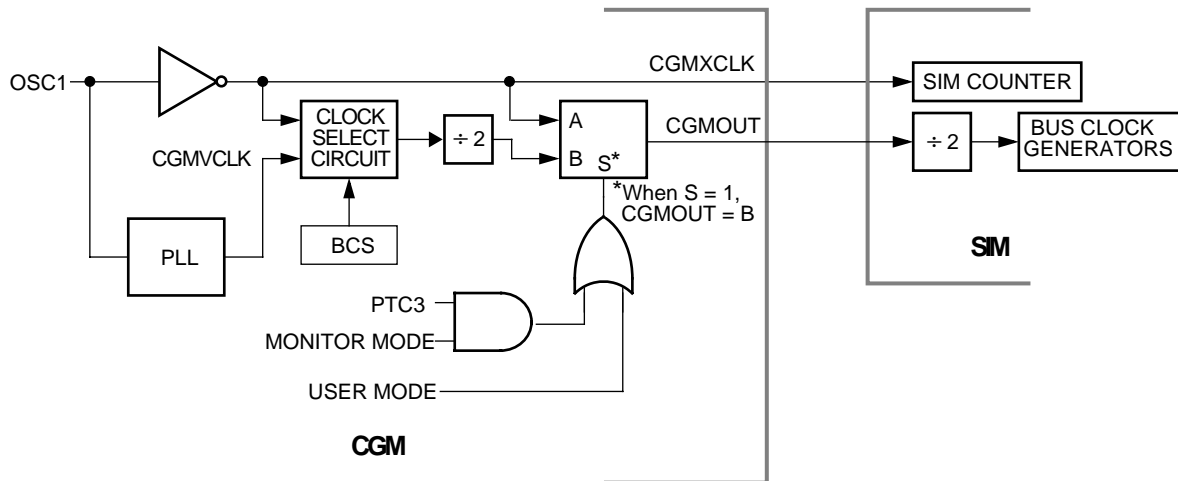 OSC1
CGMXCLK
SIM COUNTER
CLOCK
SELECT
CIRCUIT
÷ 2
A
B
S*
CGMOUT
÷ 2
BUS CLOCK
GENERATORS
CGMVCLK
*When S = 1,
CGMOUT = B
BCS
PLL
SIM
PTC3
MONITOR MODE
USER MODE
CGM